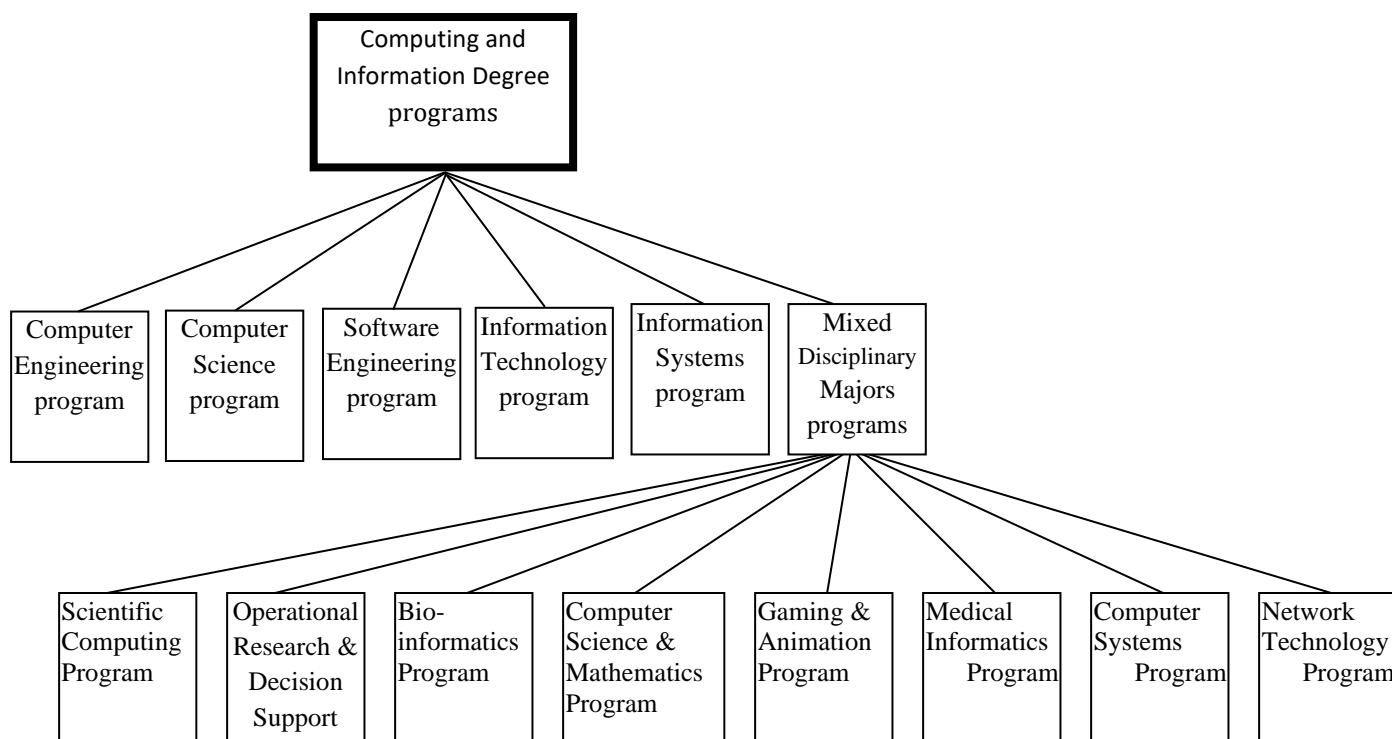 Computing and
Information Degree
programs
Computer
Engineering
program
Computer
Science
program
Software
Engineering
program
Information
Technology
program
Information
Systems
program
Mixed
Disciplinary
Majors
programs
Scientific
Computing
Program
Operational
Research &
Decision
Support
Bio-
informatics
Program
Computer
Science &
Mathematics
Program
Gaming &
Animation
Program
Medical
Informatics
Program
Computer
Systems
Program
Network
Technology
Program